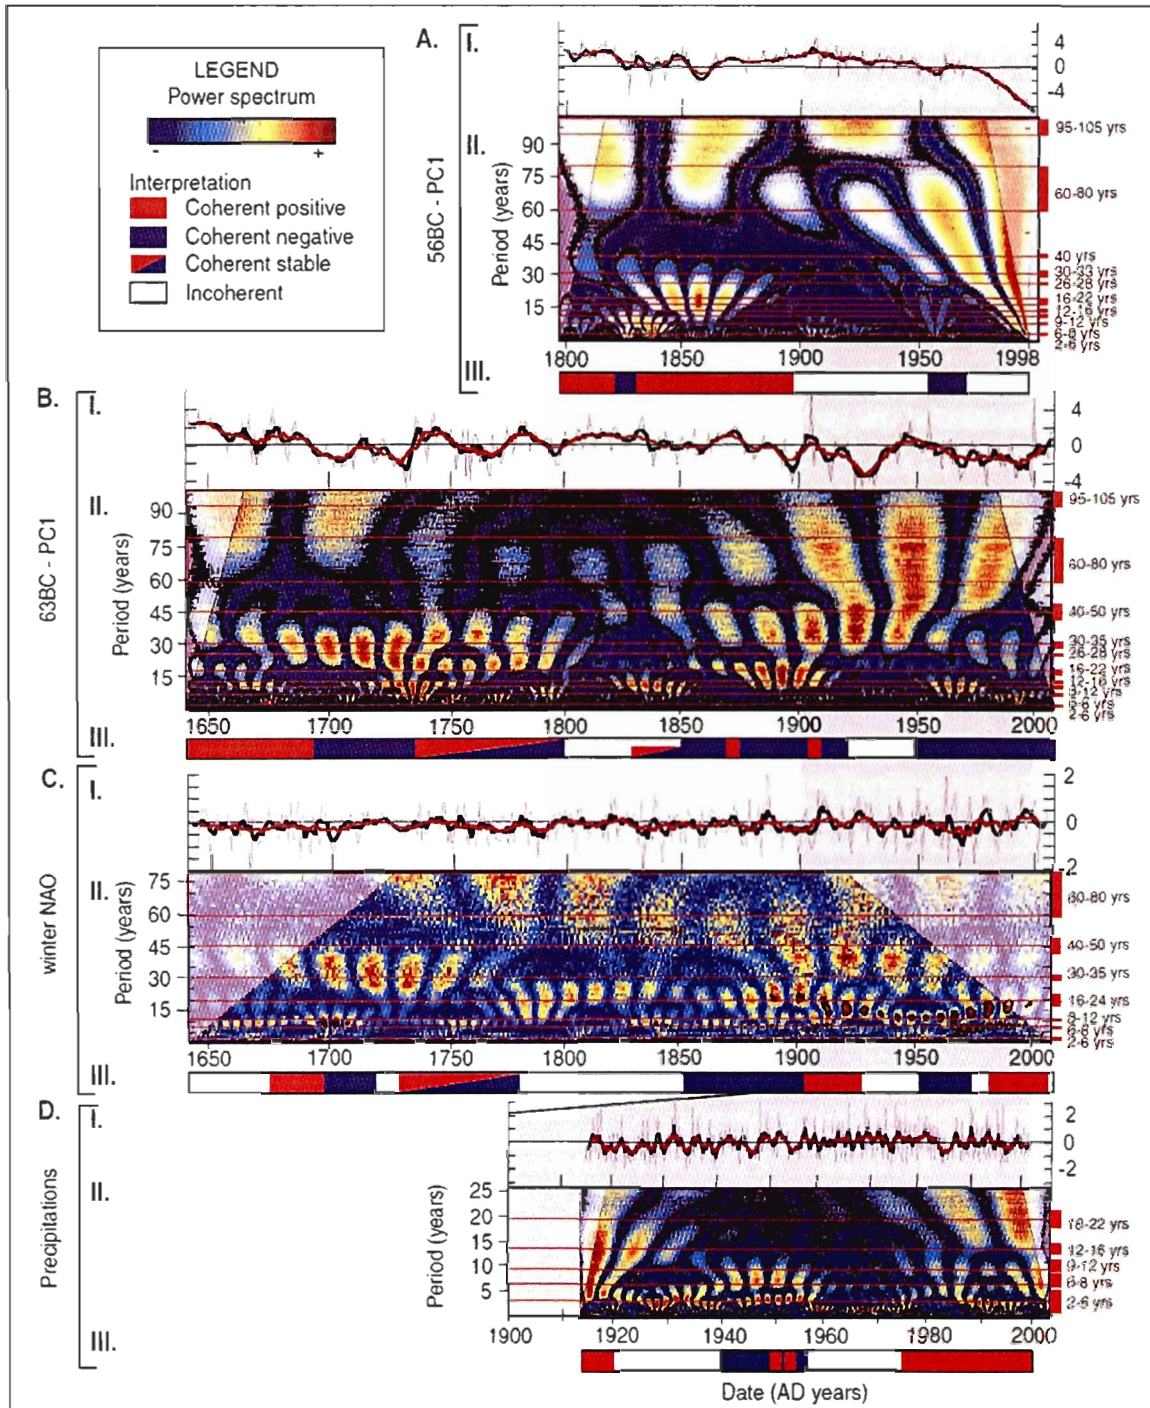 LEGEND
Power spectrum
- +
Interpretation
Coherent positive
Coherent negative
Coherent stable
Incoherent
A.
56BC - PC1
I.
4
0
-4
II.
Period (years)
90
75
60
45
30
15
95-105 yrs
60-80 yrs
40 yrs
30-33 yrs
26-28 yrs
16-22 yrs
12-16 yrs
9-12 yrs
6-8 yrs
2-6 yrs
1800 1850 1900 1950 1998
III.
B.
63BC - PC1
I.
4
0
-4
II.
Period (years)
90
75
60
45
30
15
95-105 yrs
60-80 yrs
40-50 yrs
30-35 yrs
26-28 yrs
16-22 yrs
12-16 yrs
9-12 yrs
6-8 yrs
2-6 yrs
1650 1700 1750 1800 1850 1900 1950 2000
III.
C.
winter NAO
I.
2
0
-2
II.
Period (years)
75
60
45
30
15
60-80 yrs
40-50 yrs
30-35 yrs
16-24 yrs
8-12 yrs
6-8 yrs
2-6 yrs
1650 1700 1750 1800 1850 1900 1950 2000
III.
D.
Precipitations
I.
2
0
-2
II.
Period (years)
25
20
15
10
5
18-22 yrs
12-16 yrs
9-12 yrs
6-8 yrs
2-6 yrs
1900 1920 1940 1960 1980 2000
III.
Date (AD years)